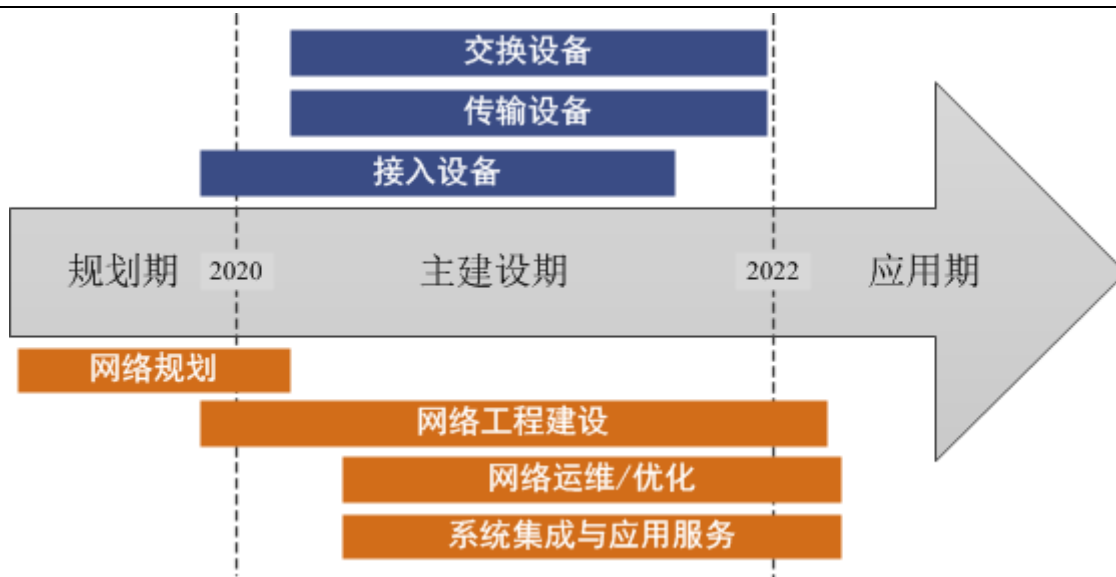 交换设备
传输设备
接入设备
规划期 2020 主建设期 2022 应用期
网络规划
网络工程建设
网络运维/优化
系统集成与应用服务